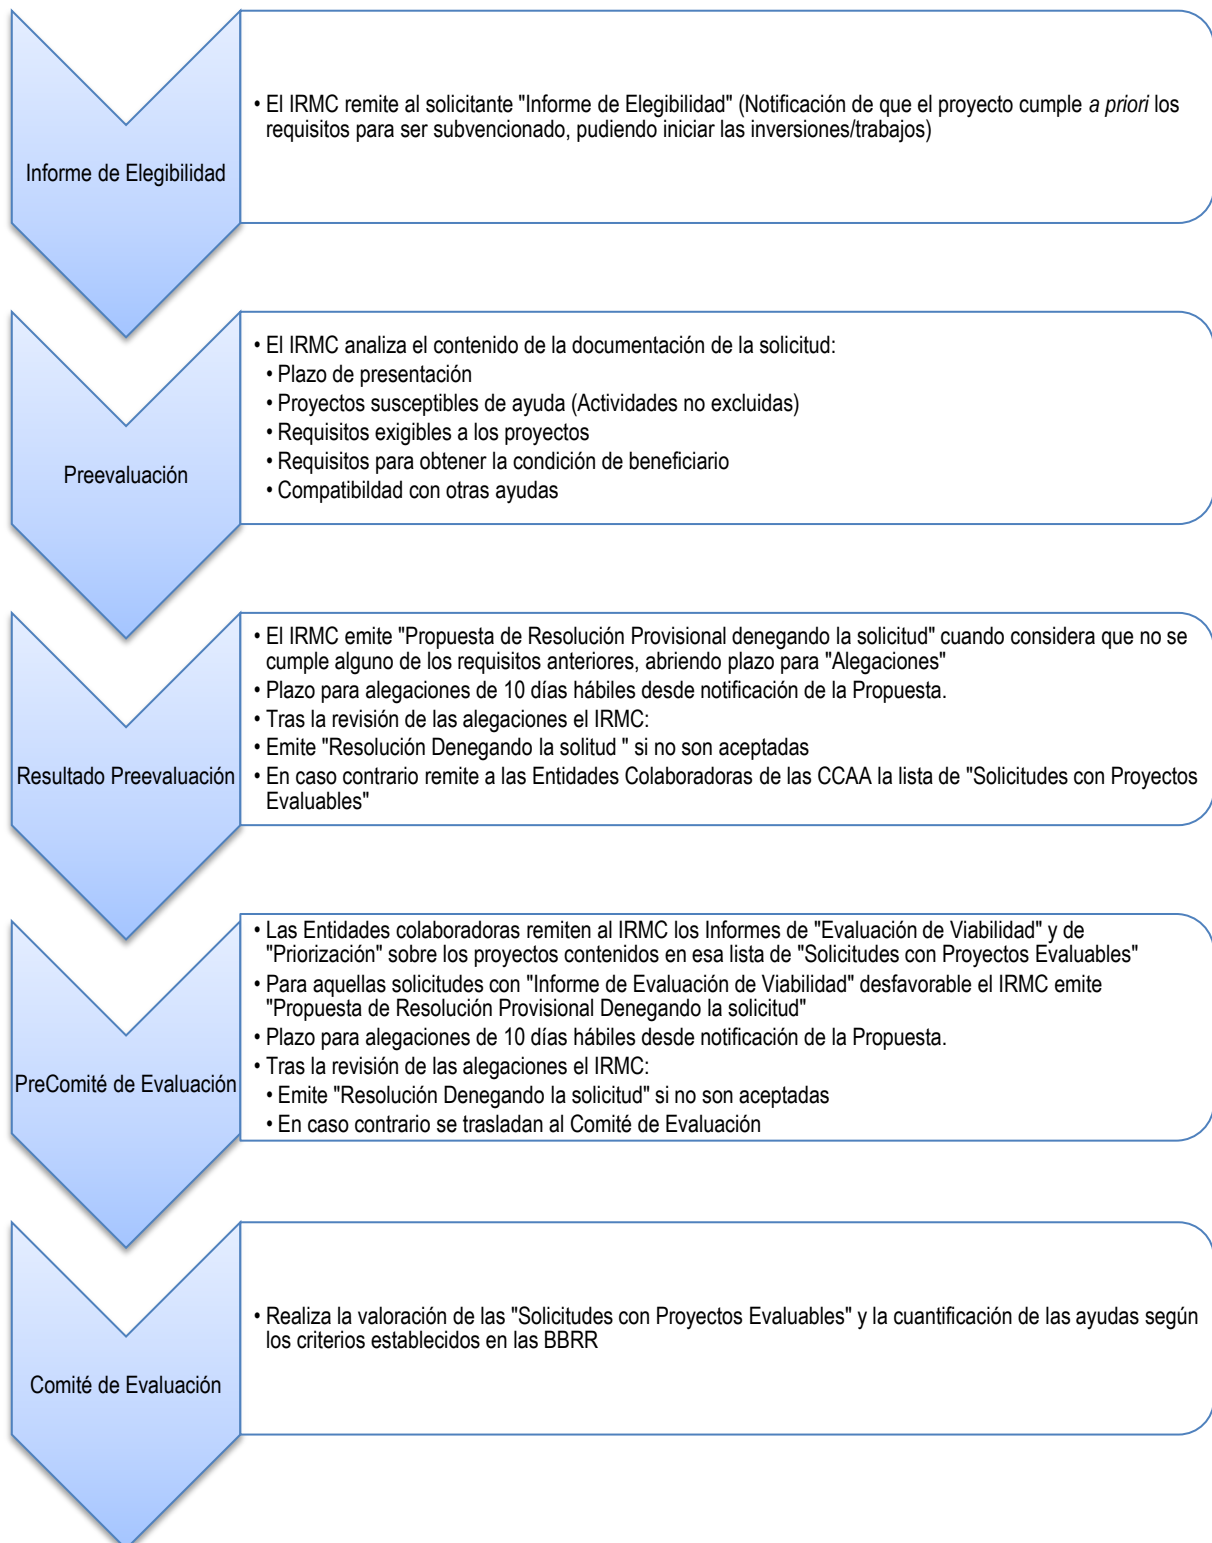 Informe de Elegibilidad
• El IRMC remite al solicitante "Informe de Elegibilidad" (Notificación de que el proyecto cumple a priori los
requisitos para ser subvencionado, pudiendo iniciar las inversiones/trabajos)
Preevaluación
• El IRMC analiza el contenido de la documentación de la solicitud:
• Plazo de presentación
• Proyectos susceptibles de ayuda (Actividades no excluidas)
• Requisitos exigibles a los proyectos
• Requisitos para obtener la condición de beneficiario
• Compatibildad con otras ayudas
Resultado Preevaluación
• El IRMC emite "Propuesta de Resolución Provisional denegando la solicitud" cuando considera que no se
cumple alguno de los requisitos anteriores, abriendo plazo para "Alegaciones"
• Plazo para alegaciones de 10 días hábiles desde notificación de la Propuesta.
• Tras la revisión de las alegaciones el IRMC:
• Emite "Resolución Denegando la solitud " si no son aceptadas
• En caso contrario remite a las Entidades Colaboradoras de las CCAA la lista de "Solicitudes con Proyectos
Evaluables"
PreComité de Evaluación
• Las Entidades colaboradoras remiten al IRMC los Informes de "Evaluación de Viabilidad" y de
"Priorización" sobre los proyectos contenidos en esa lista de "Solicitudes con Proyectos Evaluables"
• Para aquellas solicitudes con "Informe de Evaluación de Viabilidad" desfavorable el IRMC emite
"Propuesta de Resolución Provisional Denegando la solicitud"
• Plazo para alegaciones de 10 días hábiles desde notificación de la Propuesta.
• Tras la revisión de las alegaciones el IRMC:
• Emite "Resolución Denegando la solicitud" si no son aceptadas
• En caso contrario se trasladan al Comité de Evaluación
Comité de Evaluación
• Realiza la valoración de las "Solicitudes con Proyectos Evaluables" y la cuantificación de las ayudas según
los criterios establecidos en las BBRR